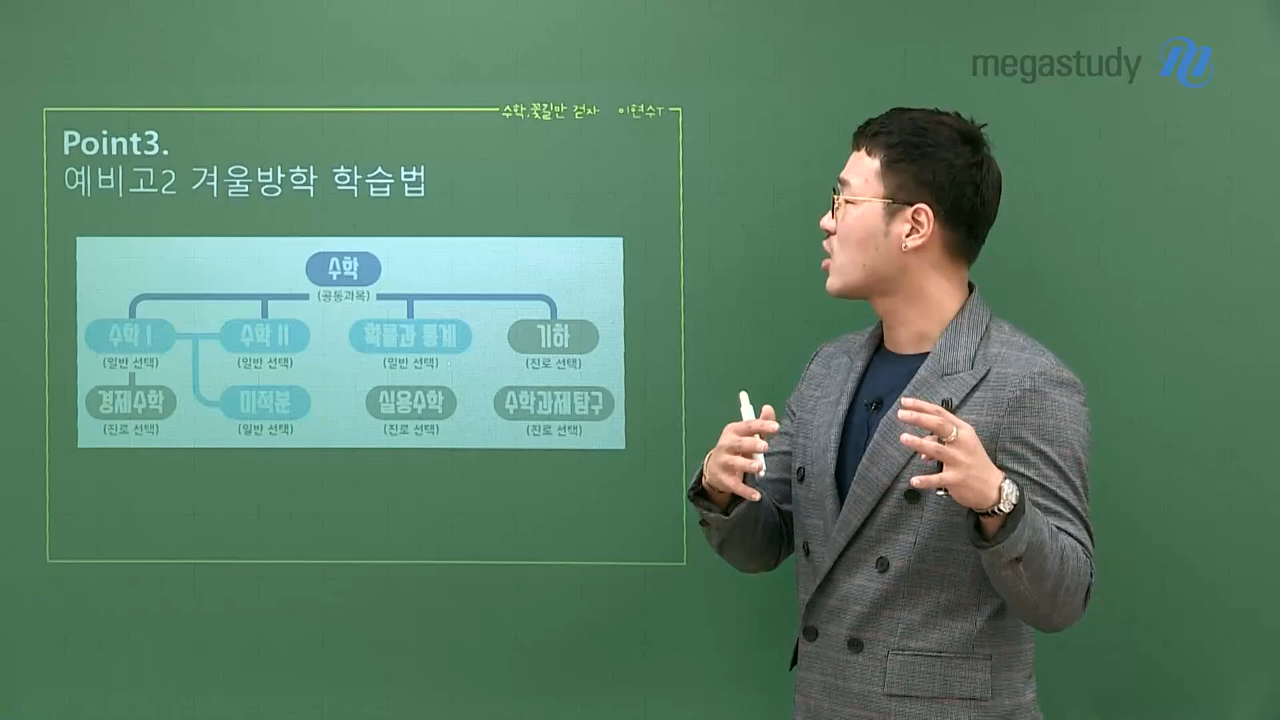 megastudy
수학,꽃길만 걷자 이현수T
Point3.
예비고2 겨울방학 학습법
수학
(공통과목)
수학 I 수학 II 확률과 통계 기하
(일반 선택) (일반 선택) (일반 선택) (진로 선택)
경제수학 미적분 실용수학 수학과제탐구
(진로 선택) (일반 선택) (진로 선택) (진로 선택)